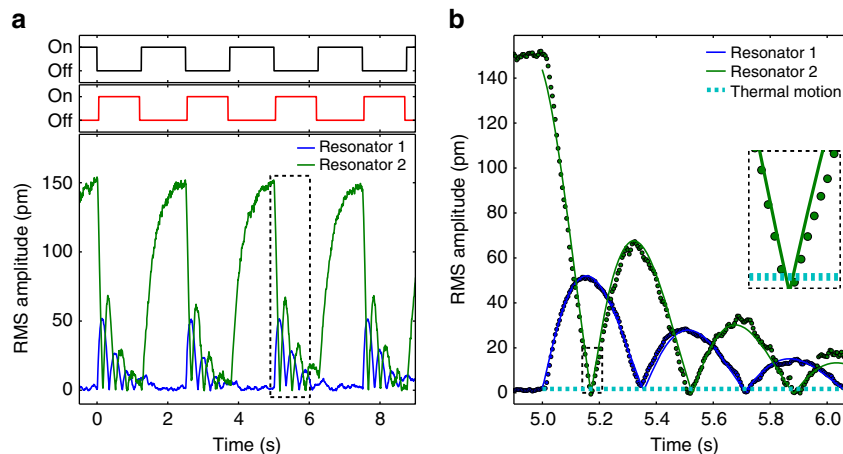 a
On
Off
On
Off
Resonator 1
Resonator 2
150
100
50
0
RMS amplitude (pm)
0 2 4 6 8
Time (s)
b
Resonator 1
Resonator 2
Thermal motion
140
120
100
80
60
40
20
0
RMS amplitude (pm)
5.0 5.2 5.4 5.6 5.8 6.0
Time (s)